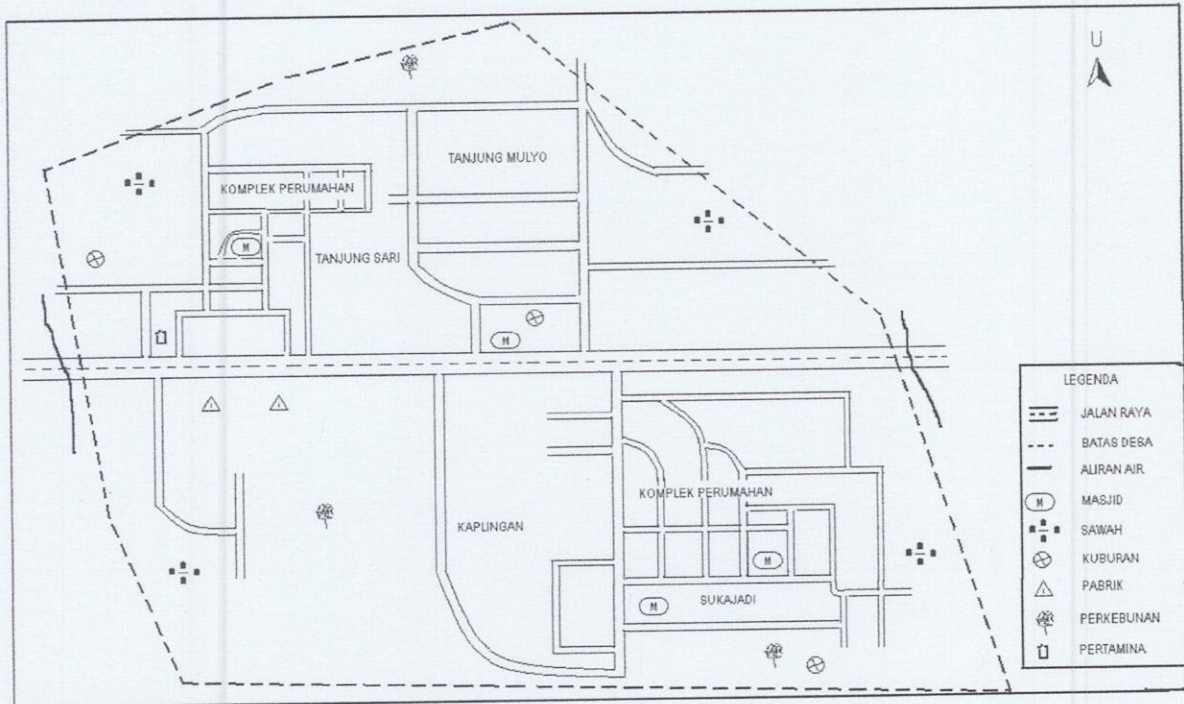 U
TANJUNG MULYO
KOMPLEK PERUMAHAN
M
TANJUNG SARI
M
KOMPLEK PERUMAHAN
KAPLINGAN
M
M
SUKAJADI
LEGENDA
JALAN RAYA
BATAS DESA
ALIRAN AIR
M MASJID
SAWAH
KUBURAN
PABRIK
PERKEBUNAN
PERTAMINA